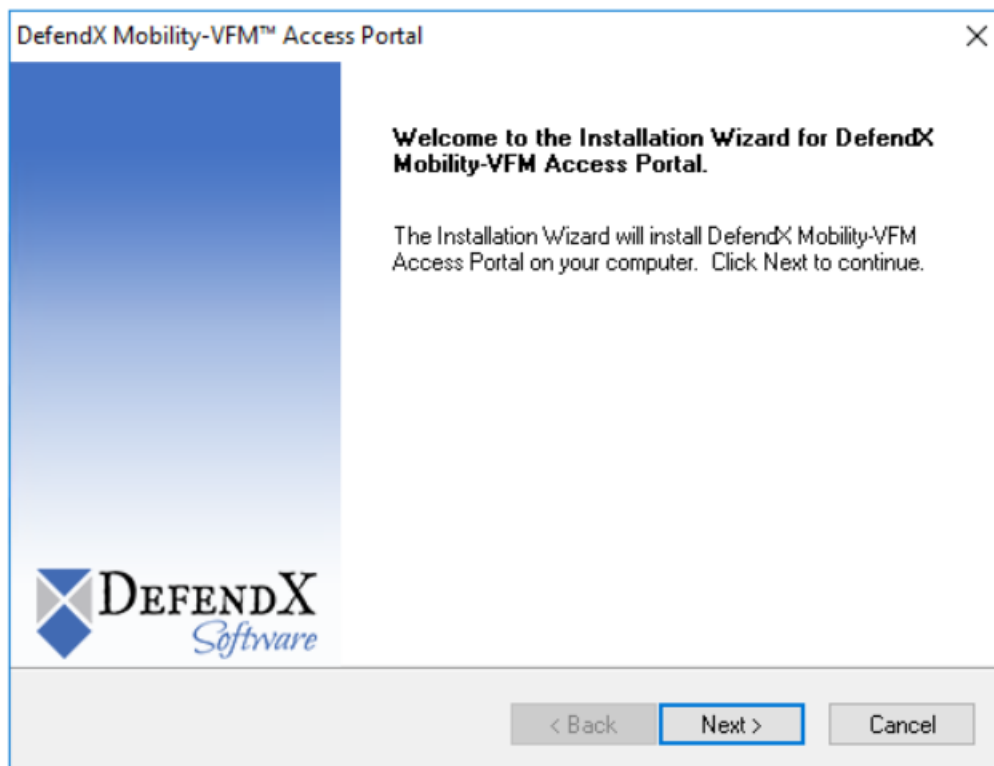 DefendX Mobility-VFM™ Access Portal
Welcome to the Installation Wizard for DefendX
Mobility-VFM Access Portal.
The Installation Wizard will install DefendX Mobility-VFM
Access Portal on your computer. Click Next to continue.
DEFENDX
Software
< Back Next > Cancel